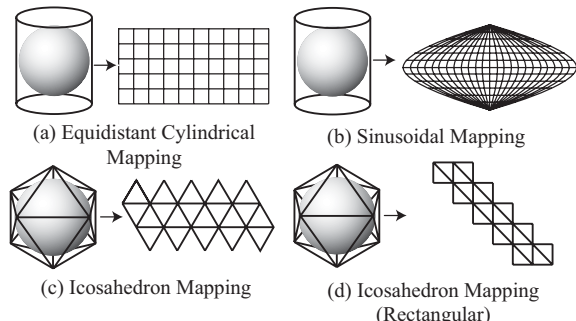 (a) Equidistant Cylindrical
Mapping
(b) Sinusoidal Mapping
(c) Icosahedron Mapping
(d) Icosahedron Mapping
(Rectangular)